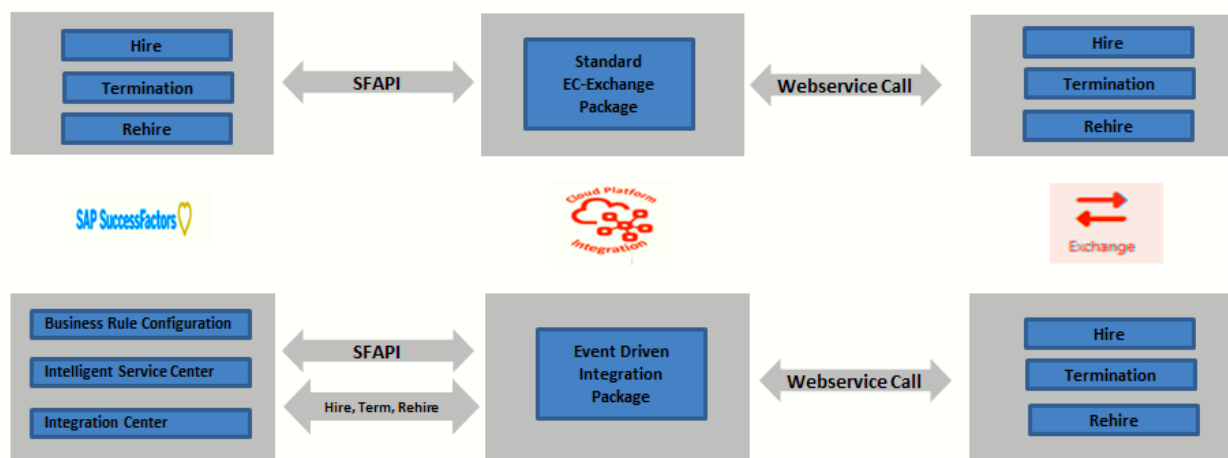 Hire
Termination
Rehire
SFAPI
Standard
EC-Exchange
Package
Webservice Call
Hire
Termination
Rehire
SAP SuccessFactors
Cloud Platform
Integration
Exchange
Business Rule Configuration
Intelligent Service Center
Integration Center
SFAPI
Hire, Term, Rehire
Event Driven
Integration
Package
Webservice Call
Hire
Termination
Rehire